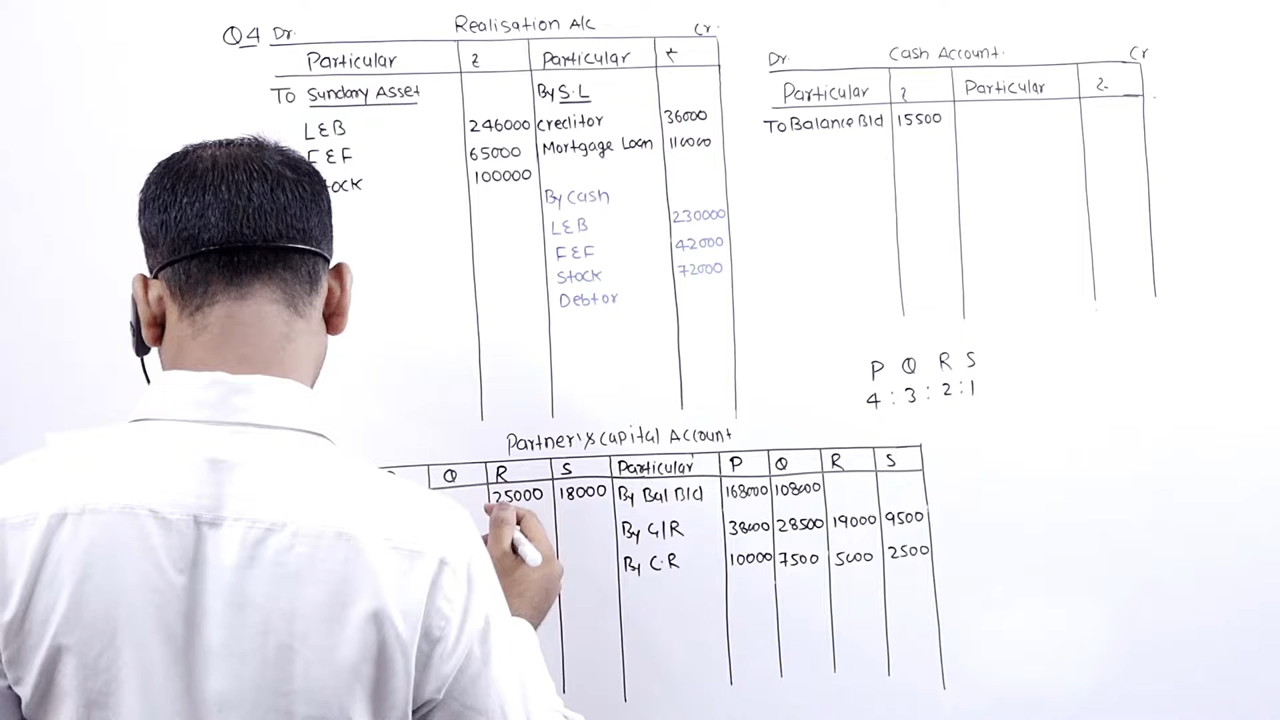 Q4 Dr. Realisation A/c Cr.
Particular ₹ Particular ₹
To Sundary Asset By S.L
L&B 246000 creditor 36000
F&F 65000 Mortgage Loan 110000
tock 100000
By Cash
L&B 230000
F&F 42000
Stock 72000
Debtor
Dr. Cash Account. Cr
Particular ₹ Particular ₹
To Balance Bld 15500
P Q R S
4 : 3 : 2 : 1
Partner's Capital Account
Q R S Particular P Q R S
25000 18000 By Bal Bld 168000 108000
By G/R 38000 28500 19000 9500
By C.R 10000 7500 5000 2500